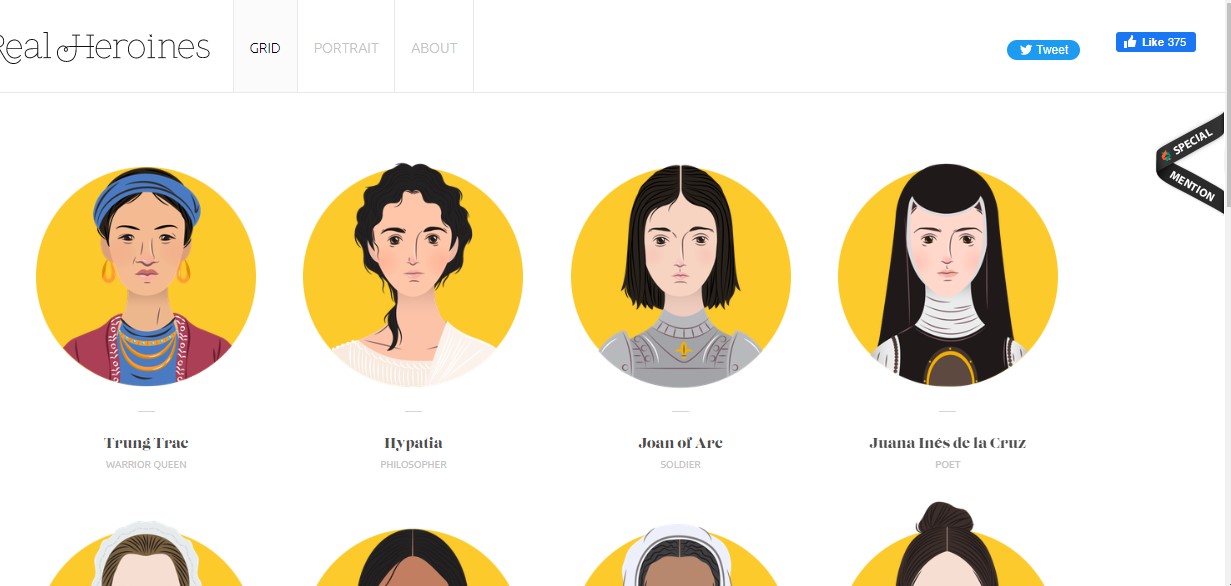 Real Heroines
GRID
PORTRAIT
ABOUT
Tweet
Like 375
SPECIAL
MENTION
Trung Trac
WARRIOR QUEEN
Hypatia
PHILOSOPHER
Joan of Arc
SOLDIER
Juana Inés de la Cruz
POET